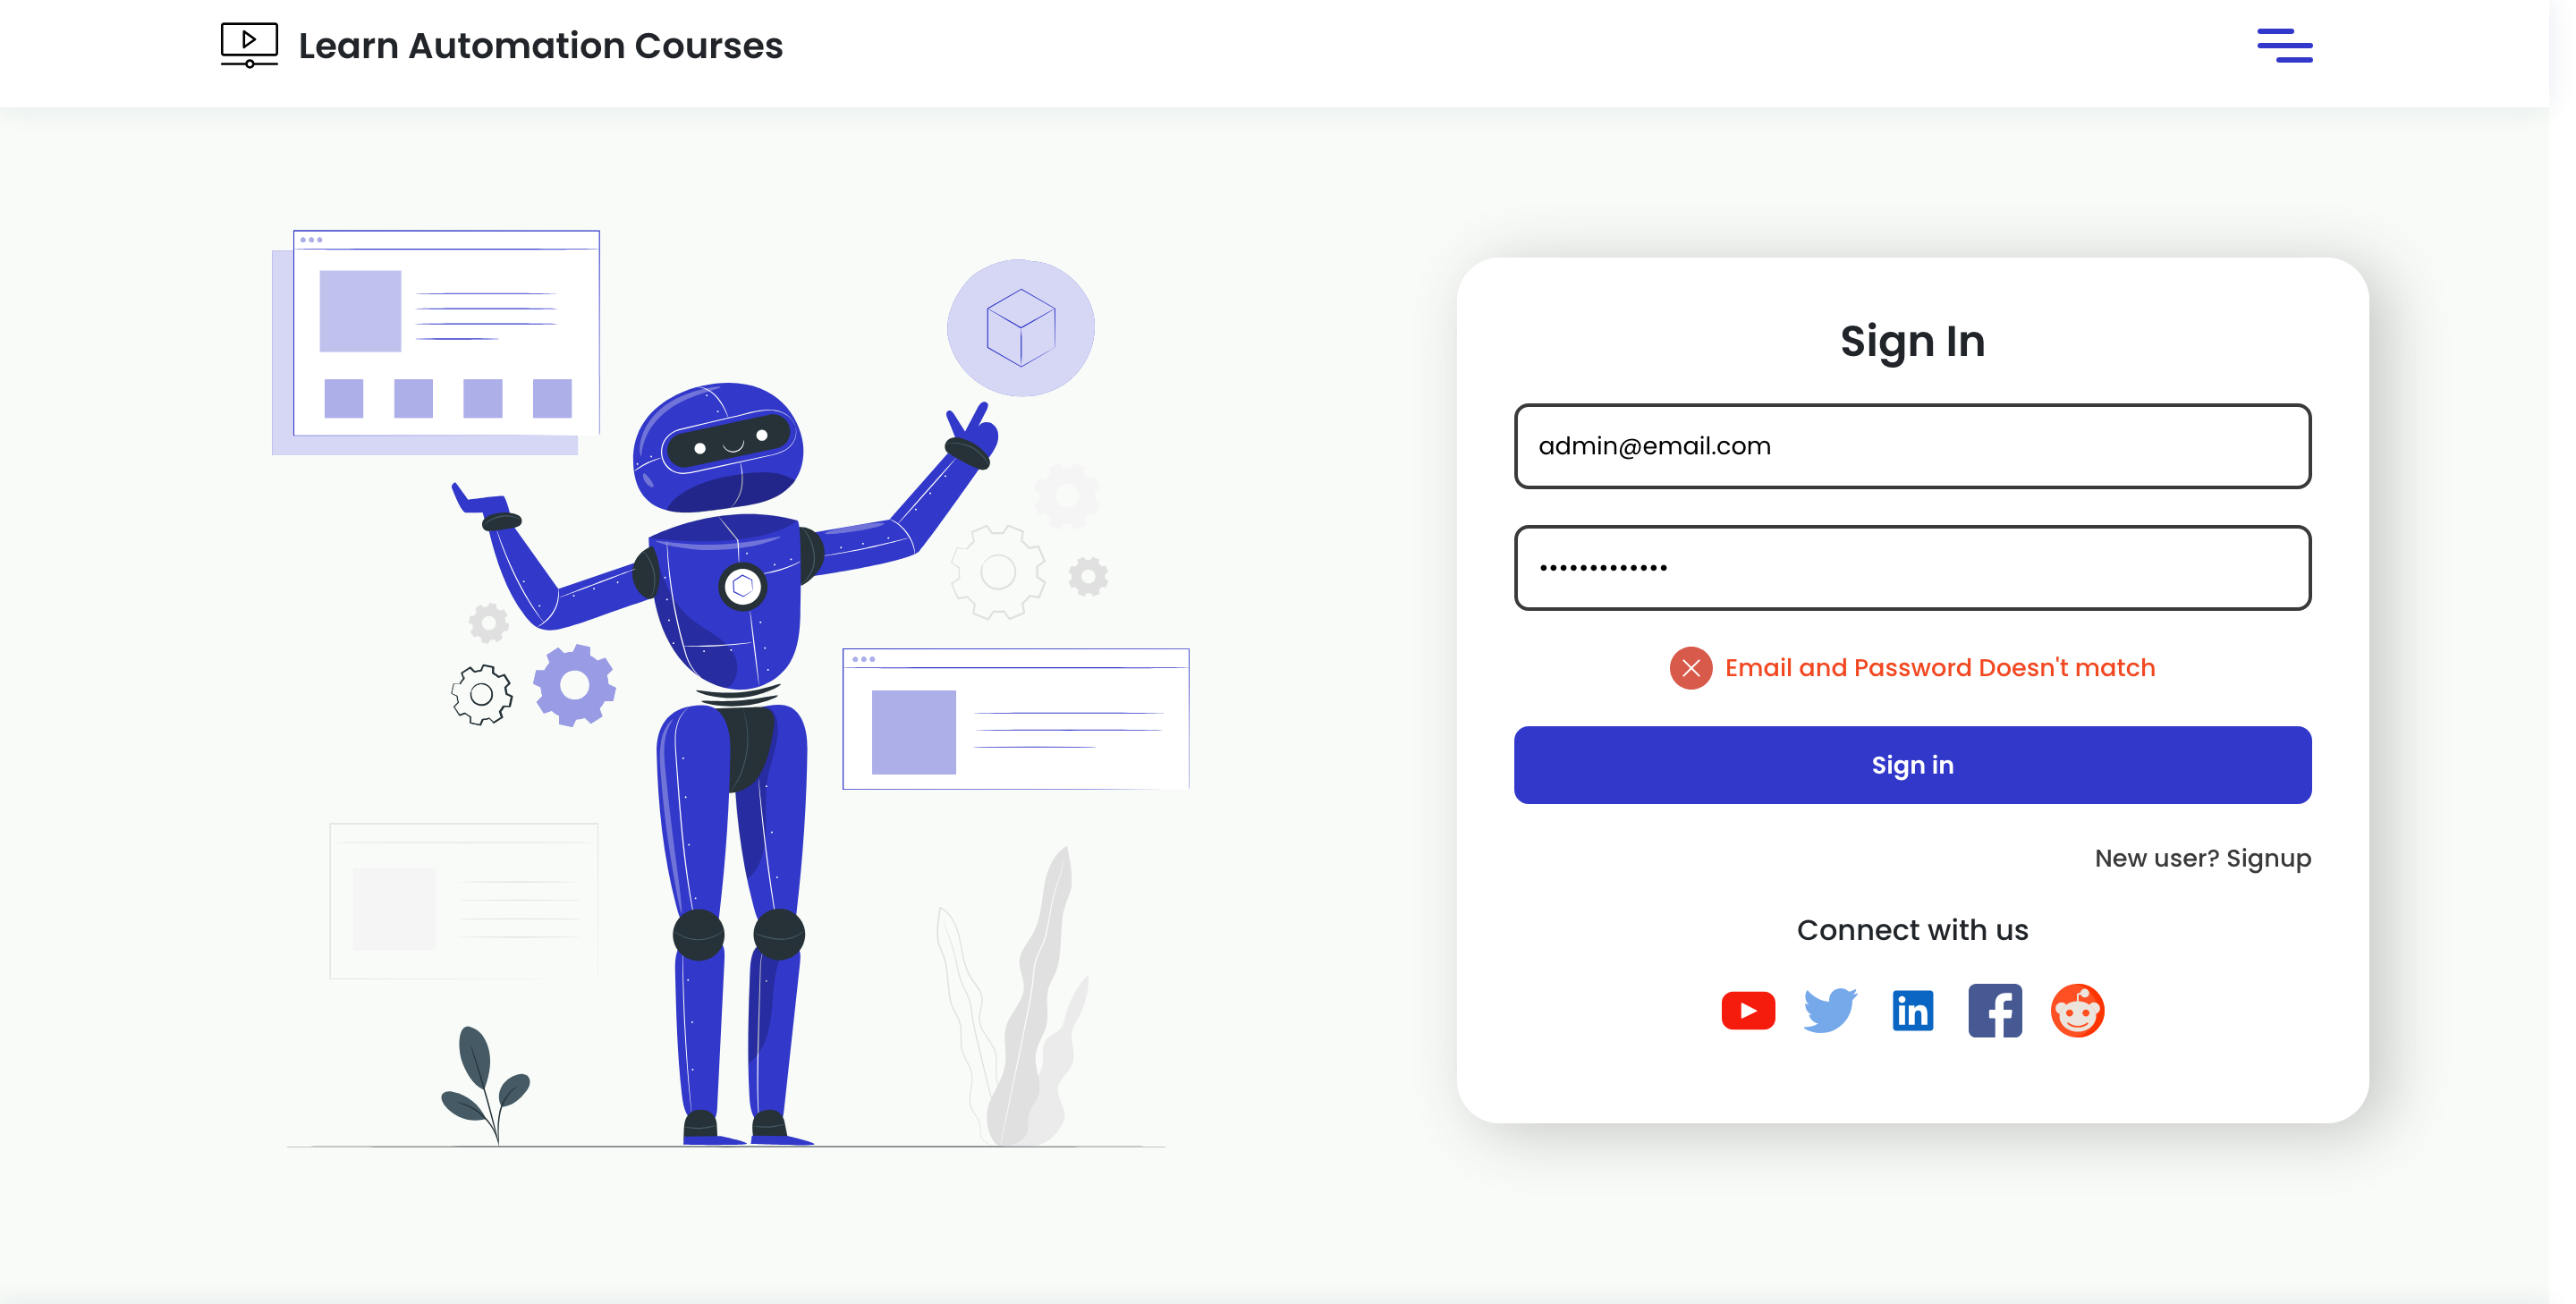 Learn Automation Courses
Sign In
admin@email.com
•••••••••••••
Email and Password Doesn't match
Sign in
New user? Signup
Connect with us